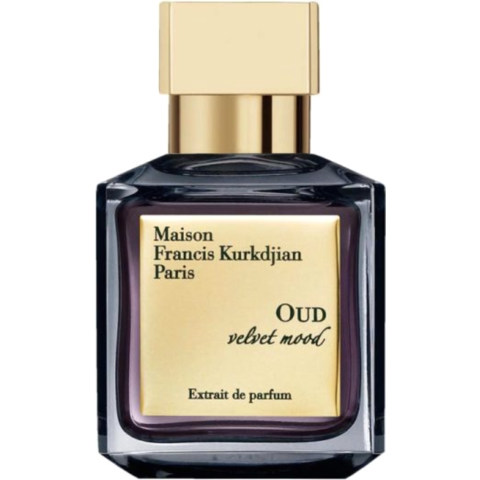 Maison
Francis Kurkdjian
Paris
OUD
velvet mood
Extrait de parfum